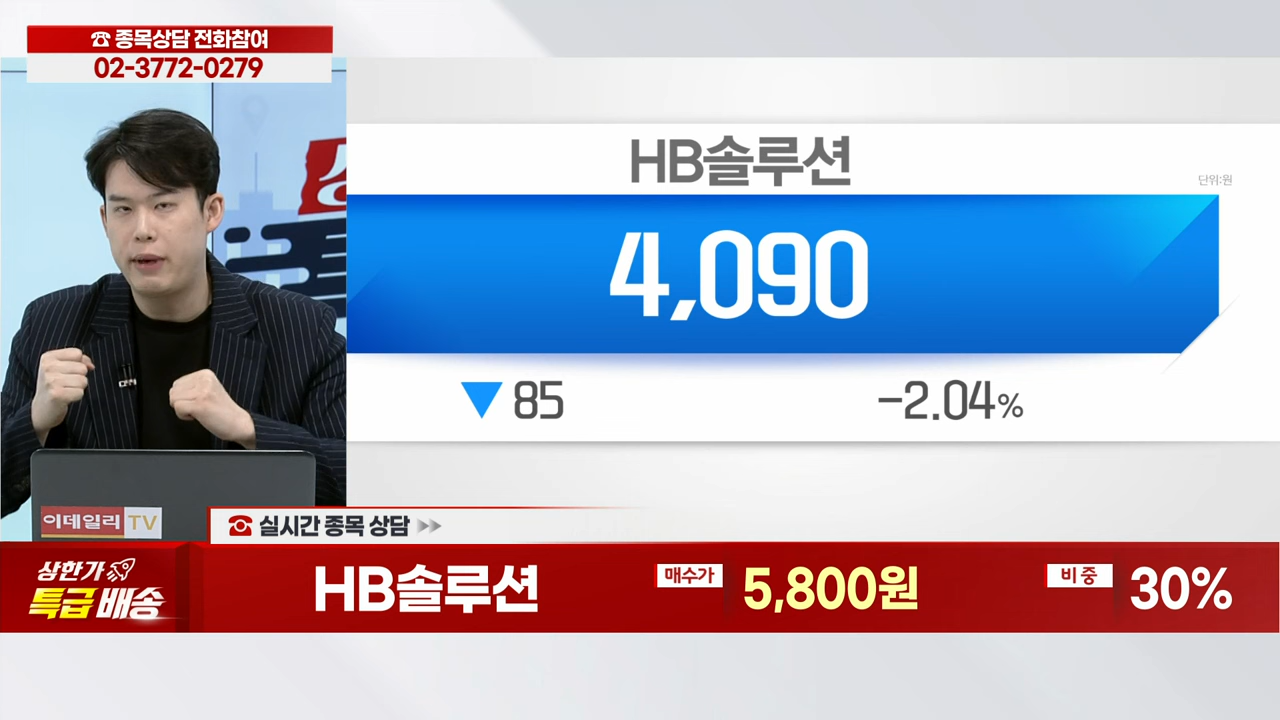 ☎ 종목상담 전화참여
02-3772-0279
HB솔루션
단위:원
4,090
▼ 85
-2.04%
이데일리 TV
☎ 실시간 종목 상담
상한가
특급 배송
HB솔루션
매수가
5,800원
비중
30%